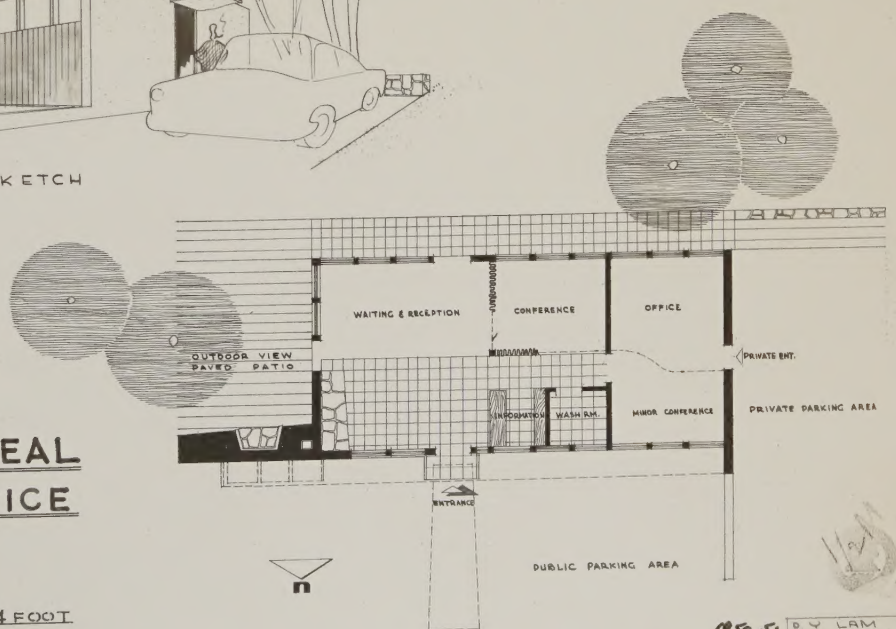 KETCH
WAITING & RECEPTION
CONFERENCE
OFFICE
OUTDOOR VIEW
PAVED PATIO
PRIVATE ENT.
INFORMATION
WASH RM.
MINOR CONFERENCE
PRIVATE PARKING AREA
EAL
ICE
ENTRANCE
n
PUBLIC PARKING AREA
4 FOOT
LAM